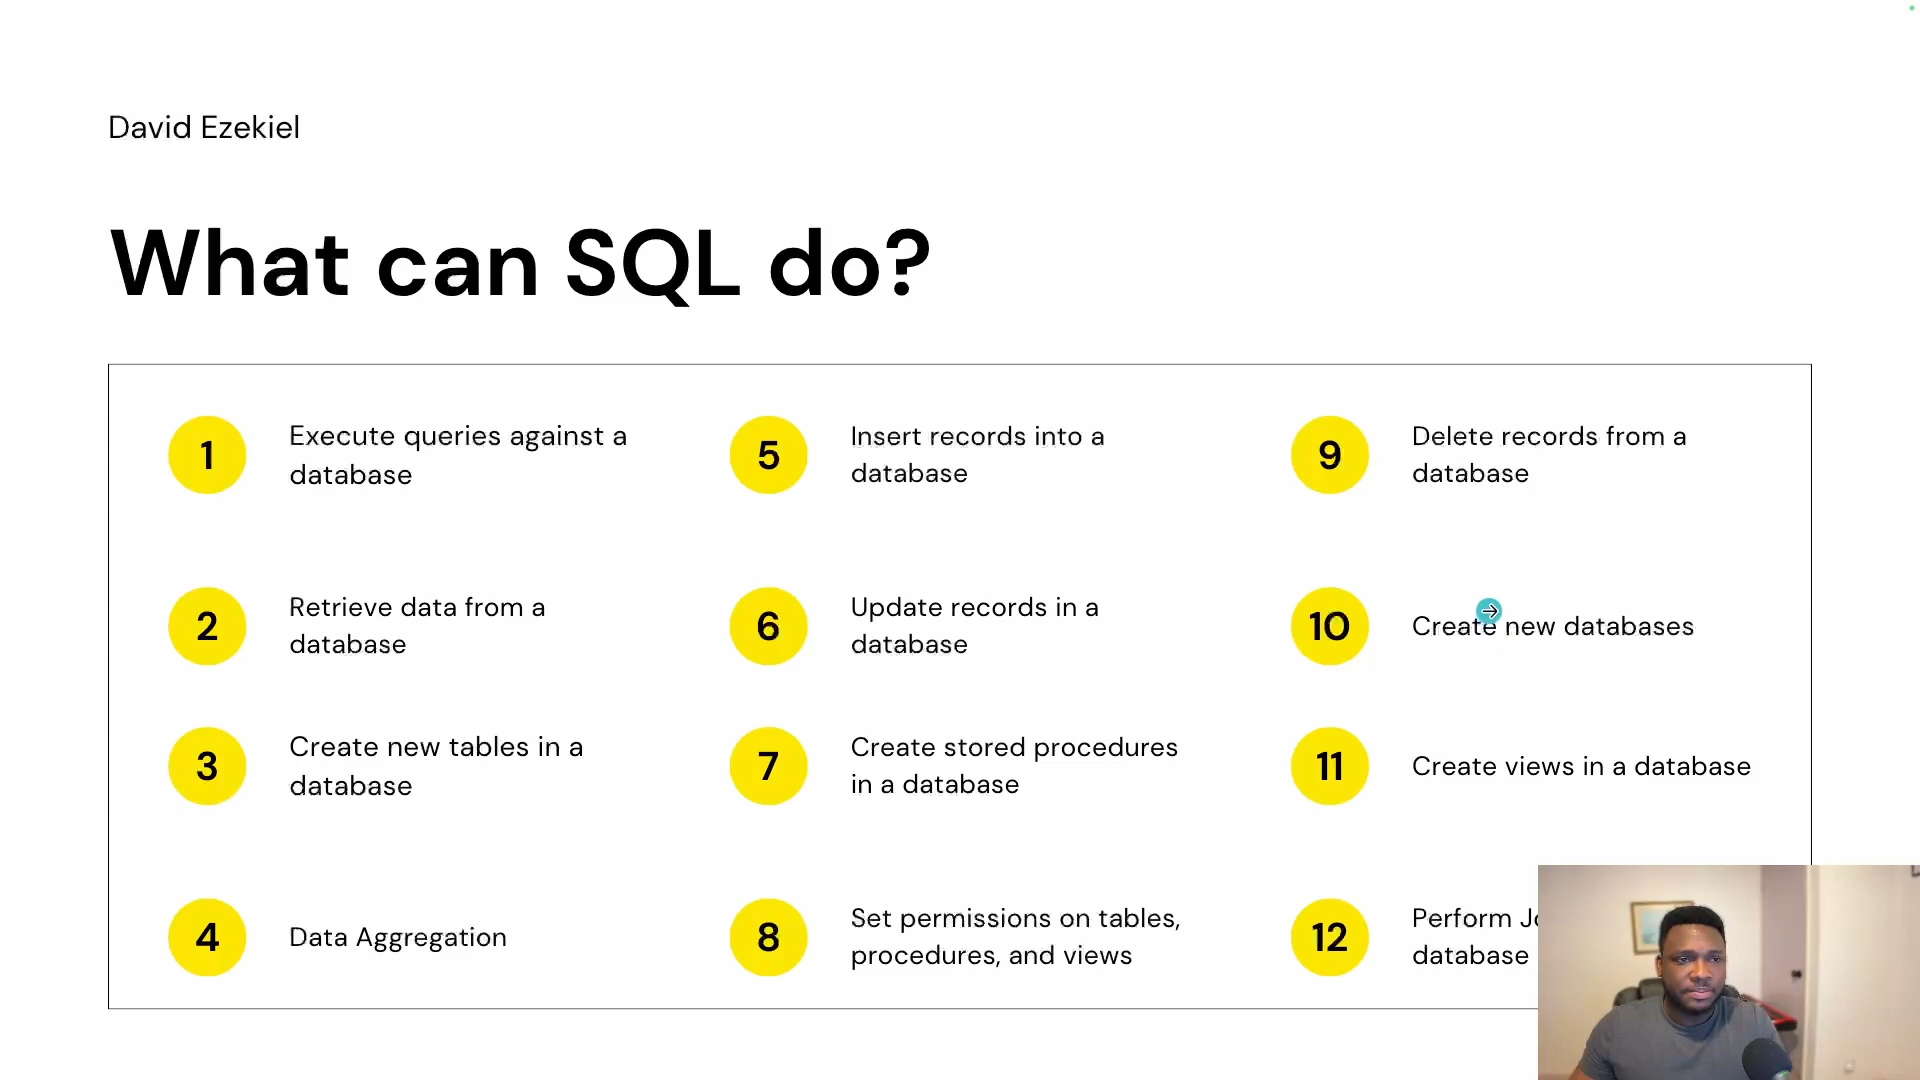 David Ezekiel
What can SQL do?
1
Execute queries against a
database
2
Retrieve data from a
database
3
Create new tables in a
database
4
Data Aggregation
5
Insert records into a
database
6
Update records in a
database
7
Create stored procedures
in a database
8
Set permissions on tables,
procedures, and views
9
Delete records from a
database
10
Create new databases
11
Create views in a database
12
Perform
database